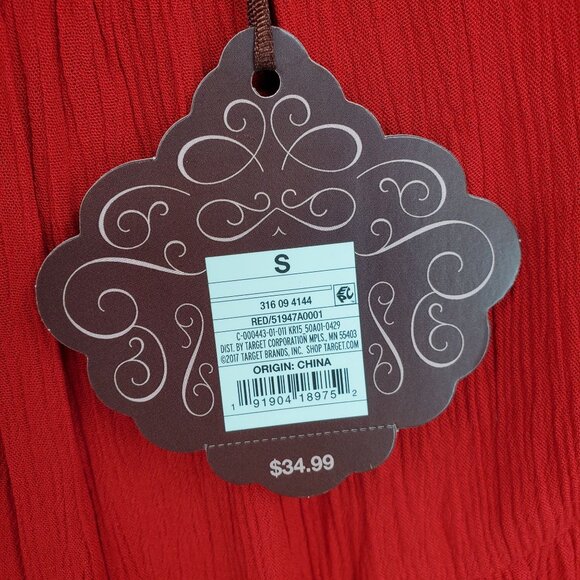 S
316 09 4144
RED/51947A0001
C-000443-01-011 KR15_50A01-0429
DIST. BY TARGET CORPORATION MPLS., MN 55403
©2017 TARGET BRANDS, INC. SHOP TARGET.COM
ORIGIN: CHINA
1 91904 18975 2
$34.99